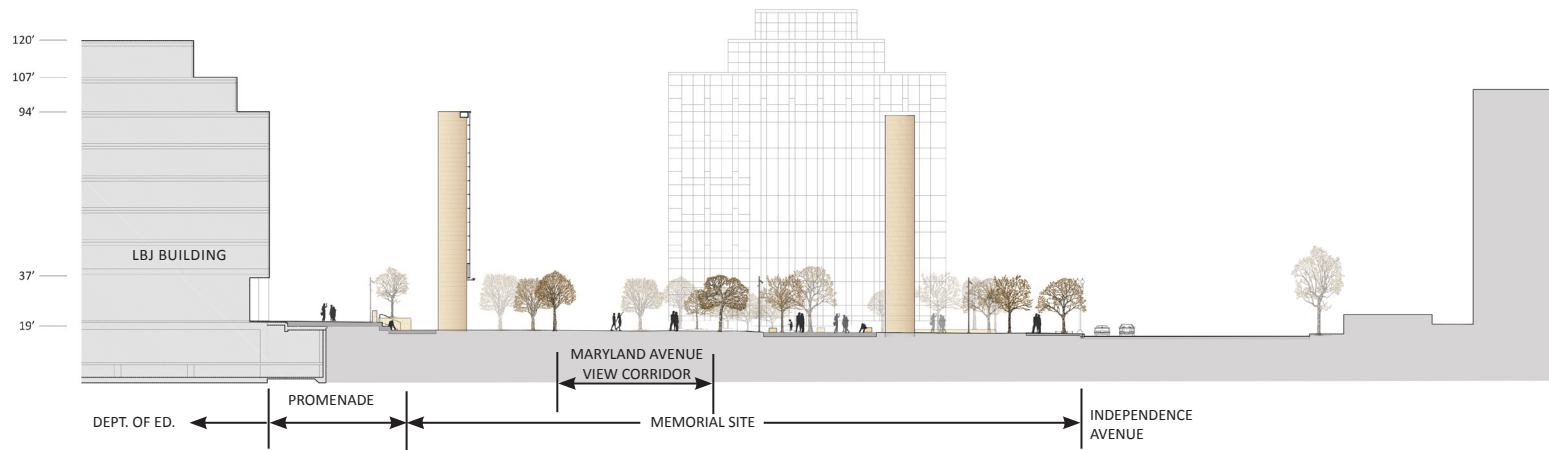 120'
107'
94'
LBJ BUILDING
37'
19'
MARYLAND AVENUE
VIEW CORRIDOR
PROMENADE
DEPT. OF ED.
MEMORIAL SITE
INDEPENDENCE
AVENUE